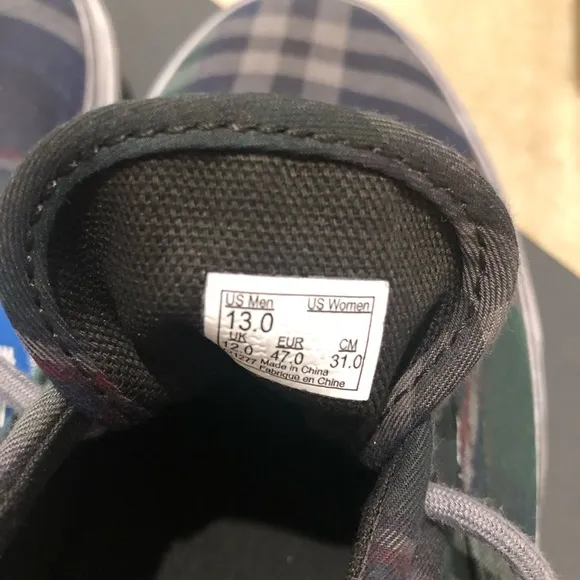 US Men US Women
13.0
UK EUR CM
12.0 47.0 31.0
Made in China
Fabriqué en Chine